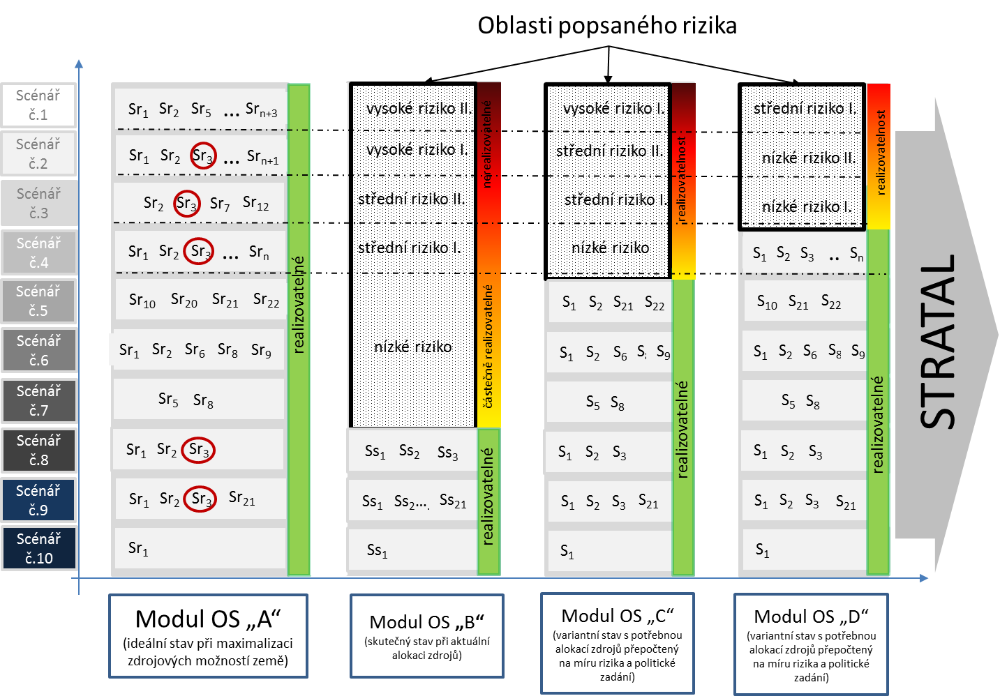 Oblasti popsaného rizika
Scénář
č.1
Sr1 Sr2 Sr5 ... Srn+3
vysoké riziko II.
vysoké riziko I.
střední riziko I.
Scénář
č.2
Sr1 Sr2 Sr3 ... Srn+1
vysoké riziko I.
střední riziko II.
nízké riziko II.
Scénář
č.3
Sr2 Sr3 Sr7 Sr12
střední riziko II.
střední riziko I.
nízké riziko I.
Scénář
č.4
Sr1 Sr2 Sr3 ... Srn
střední riziko I.
nízké riziko
S1 S2 S3 .. Sn
Scénář
č.5
Sr10 Sr20 Sr21 Sr22
S1 S2 S21 S22
S10 S21 S22
Scénář
č.6
Sr1 Sr2 Sr6 Sr8 Sr9
nízké riziko
S1 S2 S6 S8 S9
S1 S2 S6 S8 S9
Scénář
č.7
Sr5 Sr8
S5 S8
S5 S8
Scénář
č.8
Sr1 Sr2 Sr3
Ss1 Ss2 Ss3
S1 S2 S3
S1 S2 S3
Scénář
č.9
Sr1 Sr2 Sr3 Sr21
Ss1 Ss2.... Ss21
S1 S2 S3 S21
S1 S2 S3 S21
Scénář
č.10
Sr1
Ss1
S1
S1
realizovatelné
nerealizovatelné
částečně realizovatelné
realizovatelné
realizovatelnost
realizovatelné
realizovatelnost
realizovatelné
STRATAL
Modul OS „A“
(ideální stav při maximalizaci
zdrojových možností země)
Modul OS „B“
(skutečný stav při aktuální
alokaci zdrojů)
Modul OS „C“
(variantní stav s potřebnou
alokací zdrojů přepočtený
na míru rizika a politické
zadání)
Modul OS „D“
(variantní stav s potřebnou
alokací zdrojů přepočtený
na míru rizika a politické
zadání)